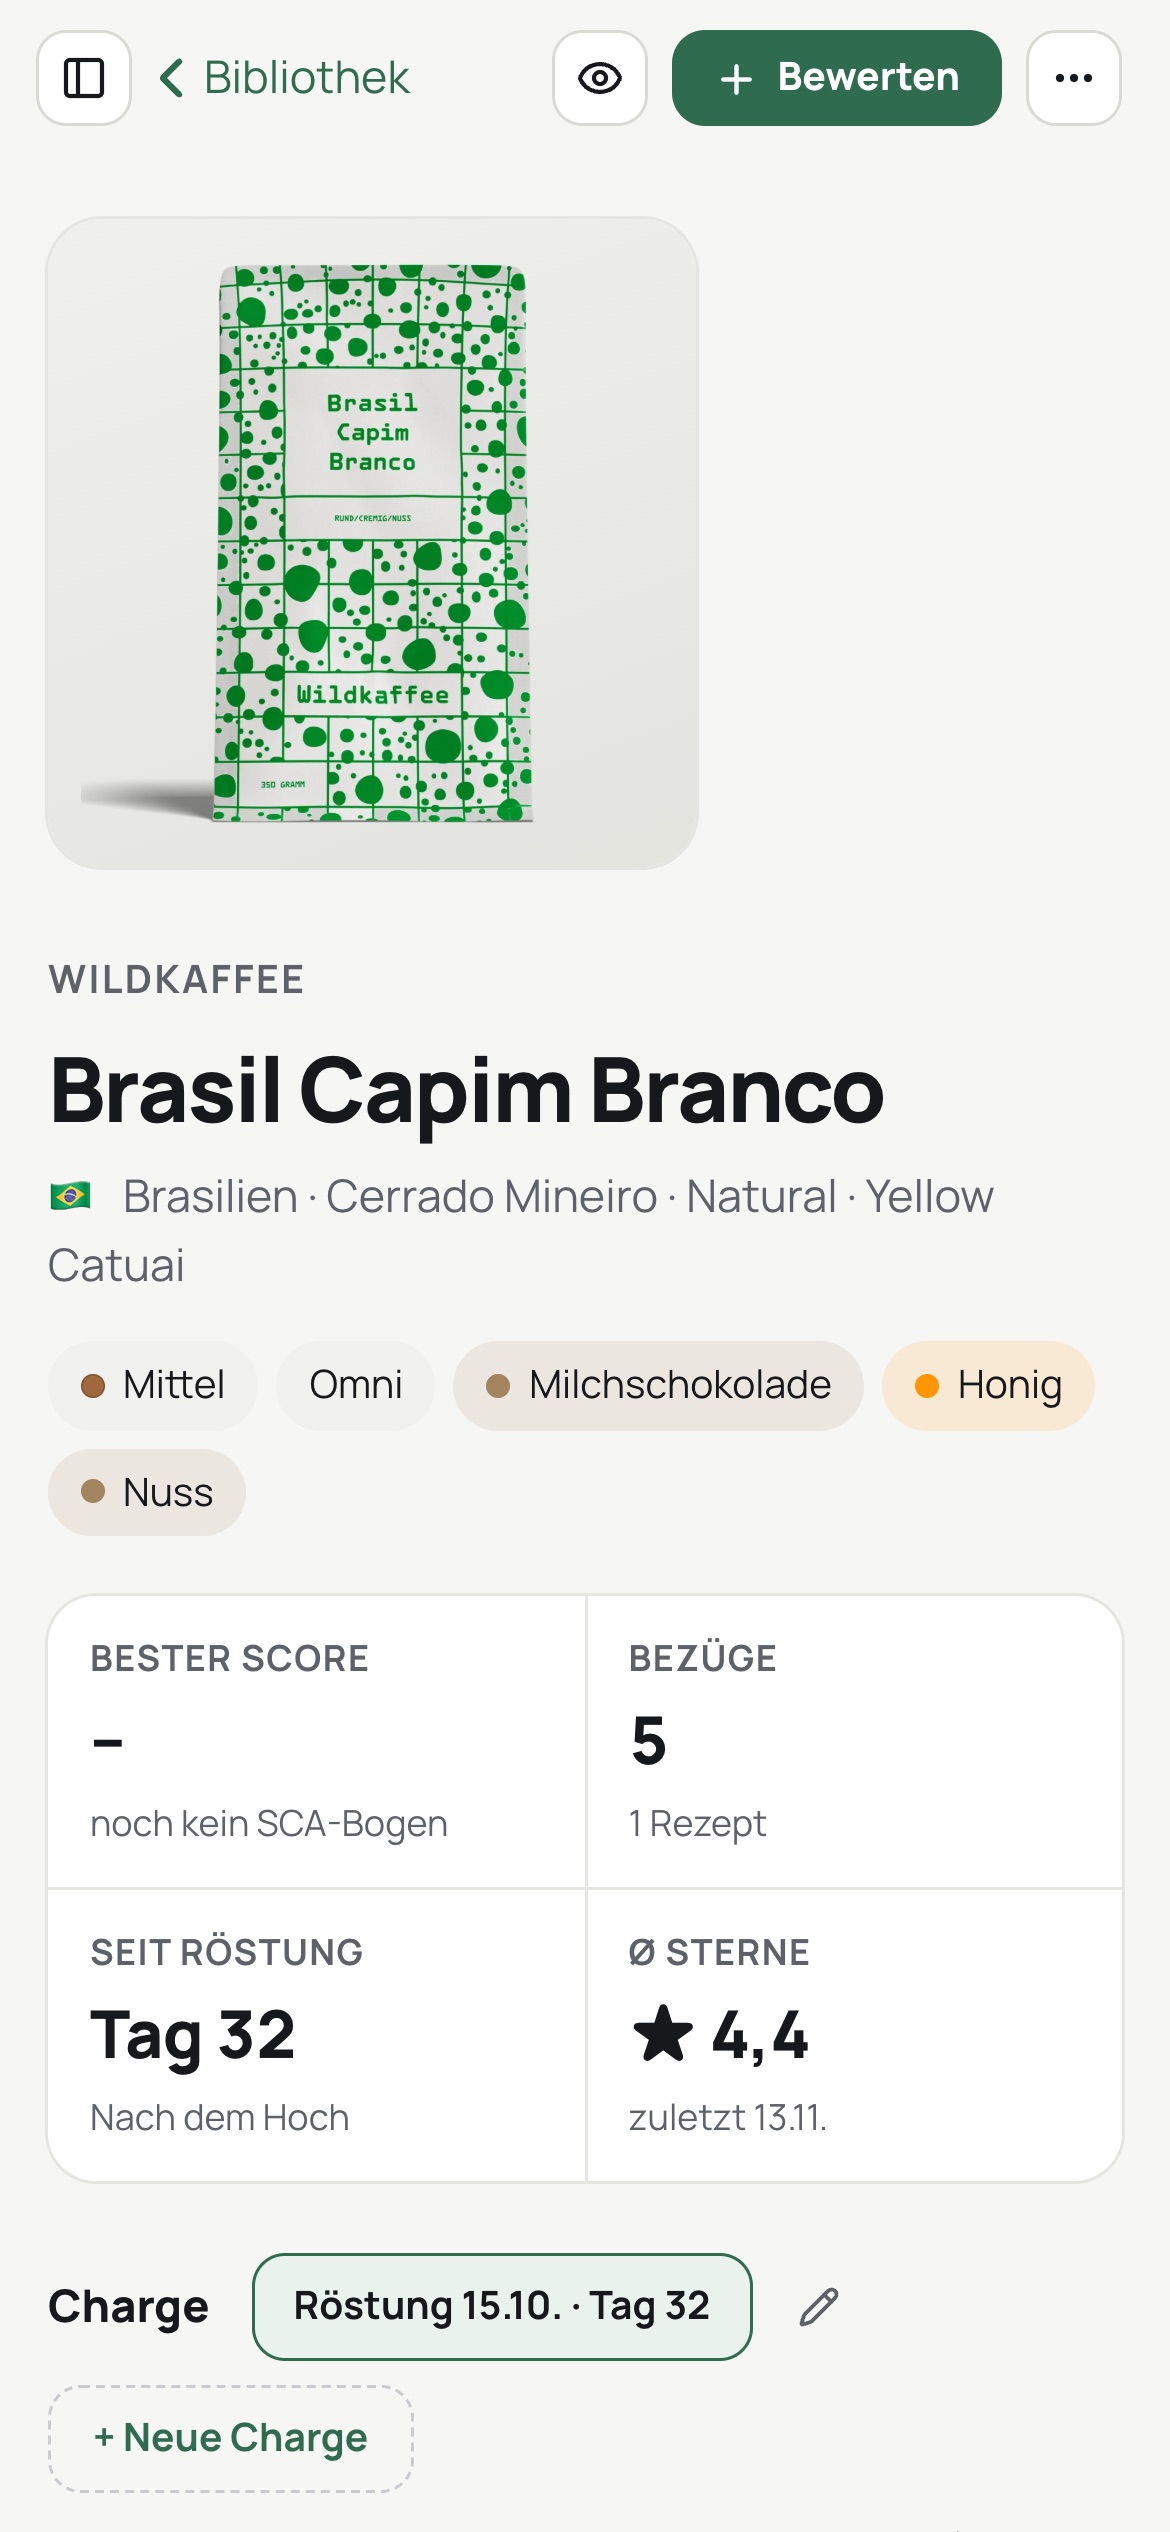 Bibliothek
+ Bewerten
Brasil
Capim
Branco
RUND/CREMIG/NUSS
Wildkaffee
350 GRAMM
WILDKAFFEE
Brasil Capim Branco
Brasilien · Cerrado Mineiro · Natural · Yellow
Catuai
Mittel Omni Milchschokolade Honig
Nuss
BESTER SCORE
–
noch kein SCA-Bogen
BEZÜGE
5
1 Rezept
SEIT RÖSTUNG
Tag 32
Nach dem Hoch
Ø STERNE
★ 4,4
zuletzt 13.11.
Charge Röstung 15.10. · Tag 32
+ Neue Charge